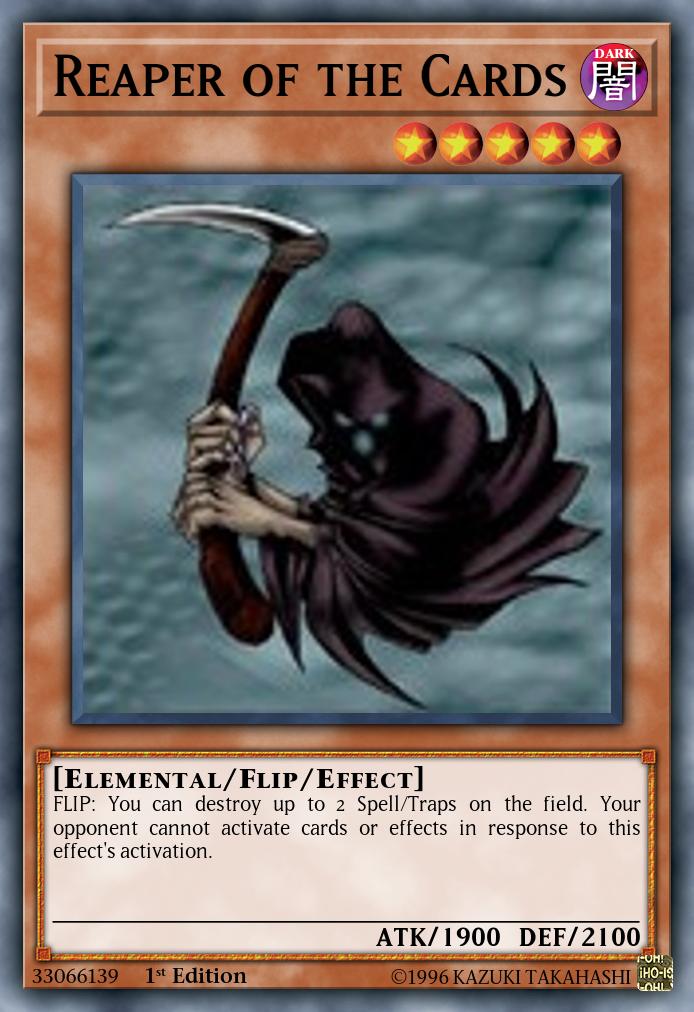 Reaper of the Cards
DARK
闇
[Elemental/Flip/Effect]
FLIP: You can destroy up to 2 Spell/Traps on the field. Your
opponent cannot activate cards or effects in response to this
effect's activation.
ATK/1900 DEF/2100
33066139 1st Edition ©1996 KAZUKI TAKAHASHI